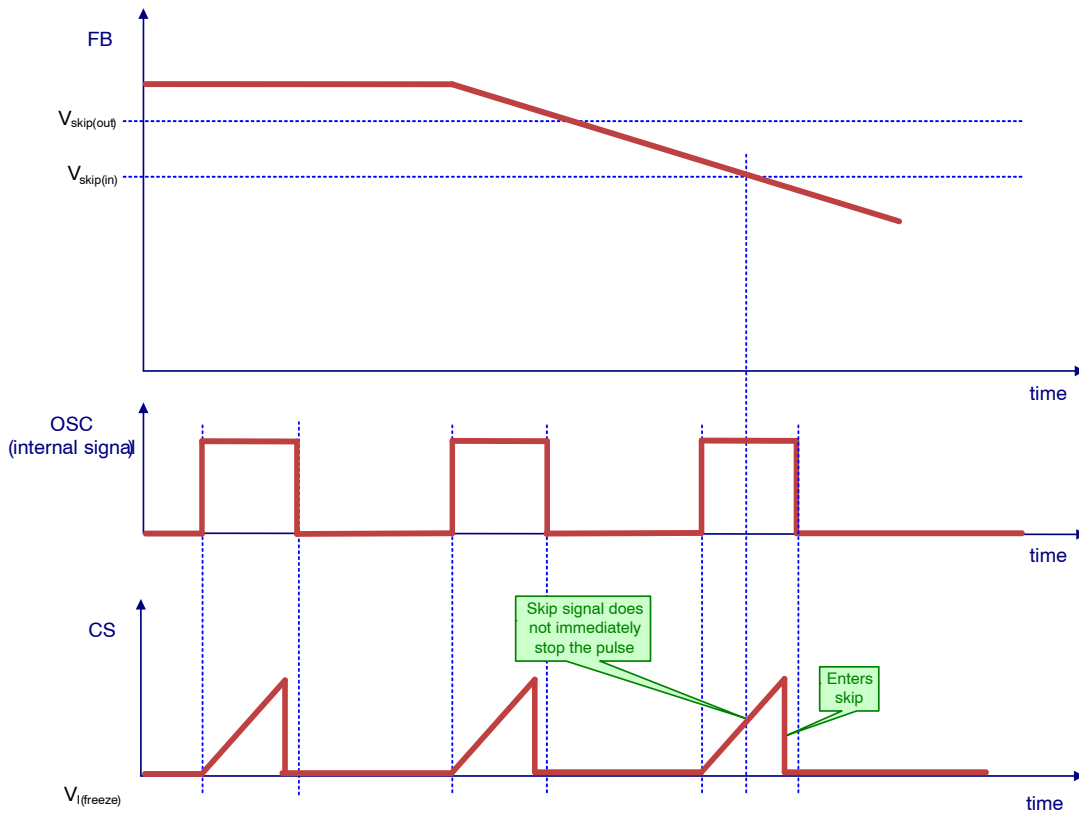 FB
Vskip(out)
Vskip(in)
time
OSC
(internal signal
time
CS
Skip signal does
not immediately
stop the pulse
Enters
skip
VI(freeze)
time